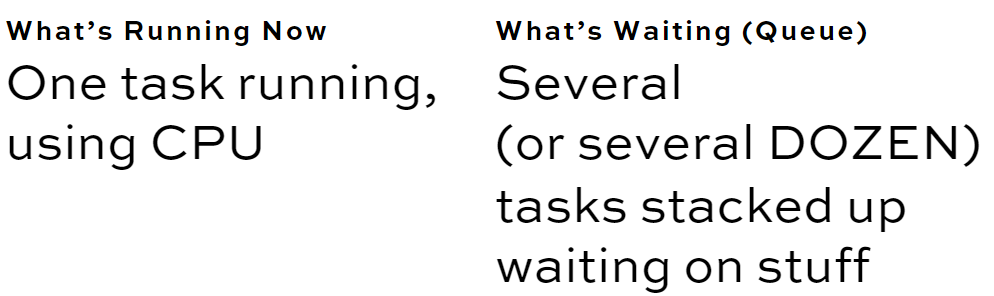 What’s Running Now
One task running,
using CPU
What’s Waiting (Queue)
Several
(or several DOZEN)
tasks stacked up
waiting on stuff